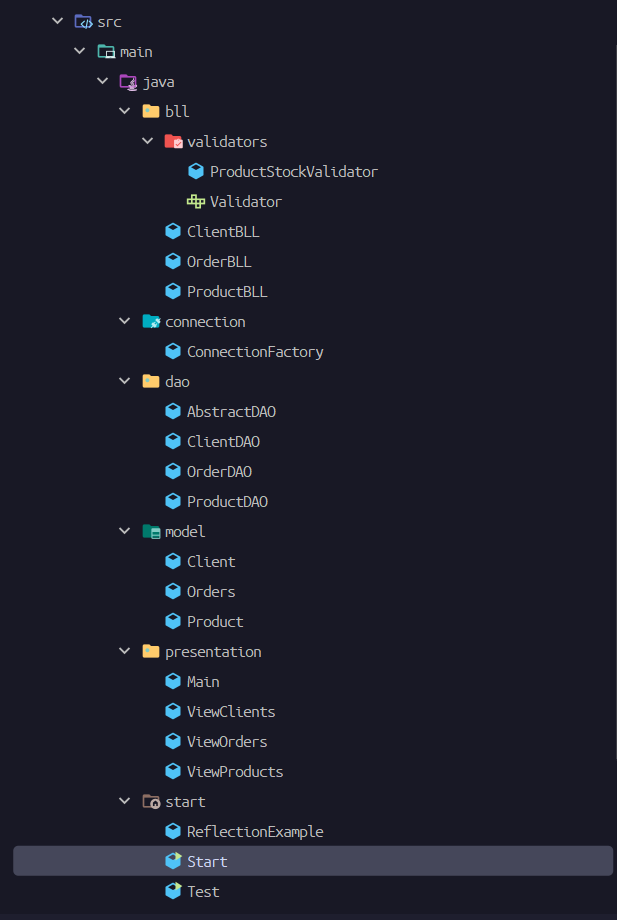 src
main
java
bll
validators
ProductStockValidator
Validator
ClientBLL
OrderBLL
ProductBLL
connection
ConnectionFactory
dao
AbstractDAO
ClientDAO
OrderDAO
ProductDAO
model
Client
Orders
Product
presentation
Main
ViewClients
ViewOrders
ViewProducts
start
ReflectionExample
Start
Test